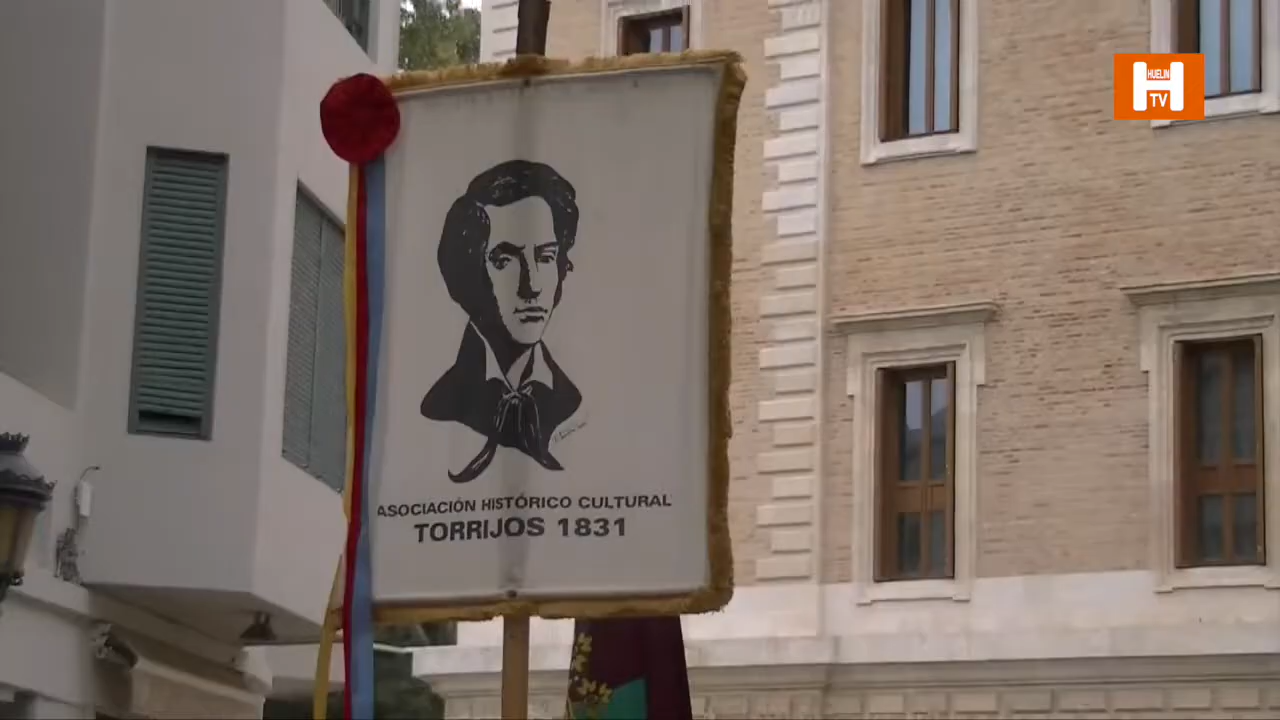 HUELIN
TV
ASOCIACIÓN HISTÓRICO CULTURAL
TORRIJOS 1831